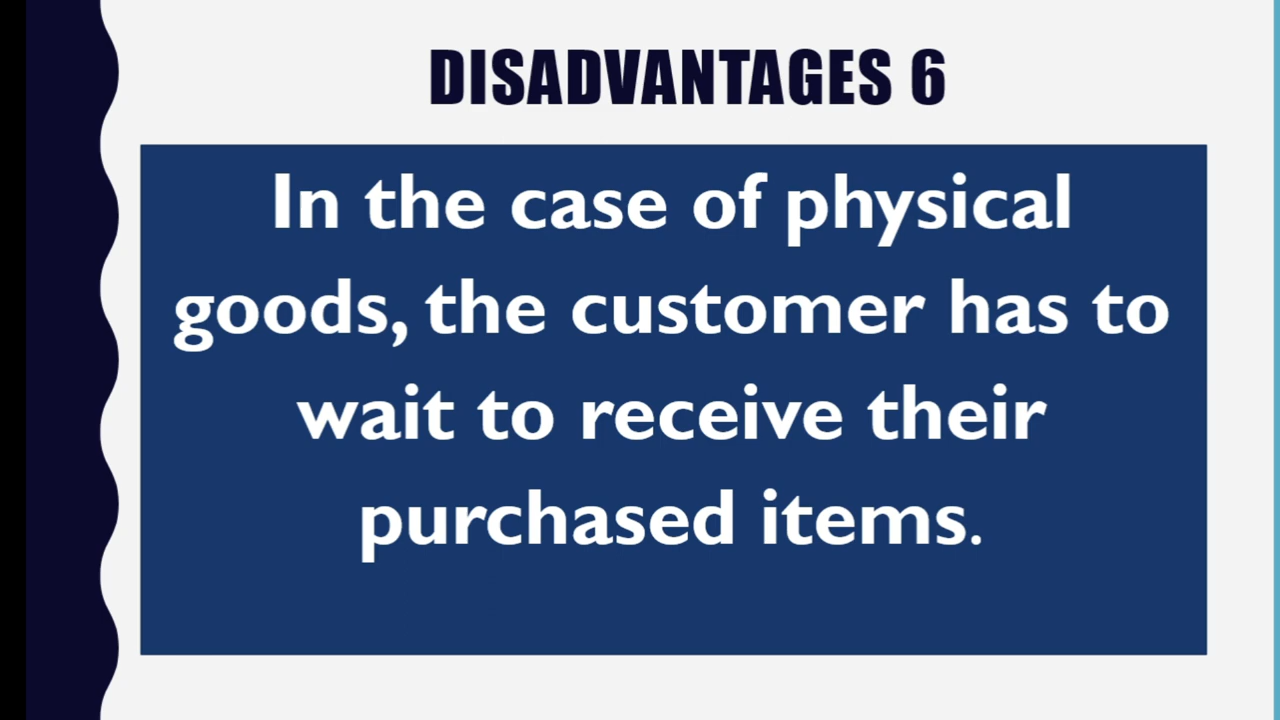 DISADVANTAGES 6
In the case of physical
goods, the customer has to
wait to receive their
purchased items.